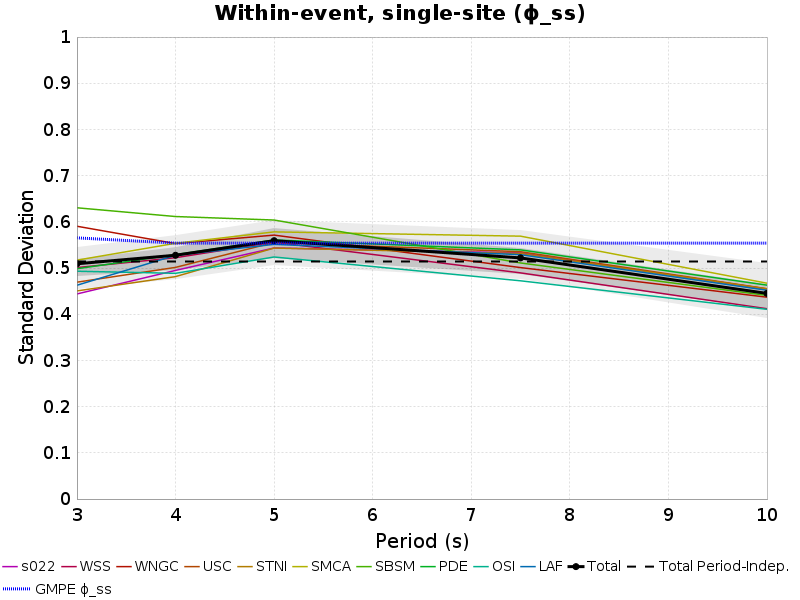 Within-event, single-site (ϕ_ss)
1
0.9
0.8
0.7
0.6
0.5
0.4
0.3
0.2
0.1
0
Standard Deviation
3 4 5 6 7 8 9 10
Period (s)
s022 WSS WNGC USC STNI SMCA SBSM PDE OSI LAF Total Total Period-Indep.
GMPE ϕ_ss